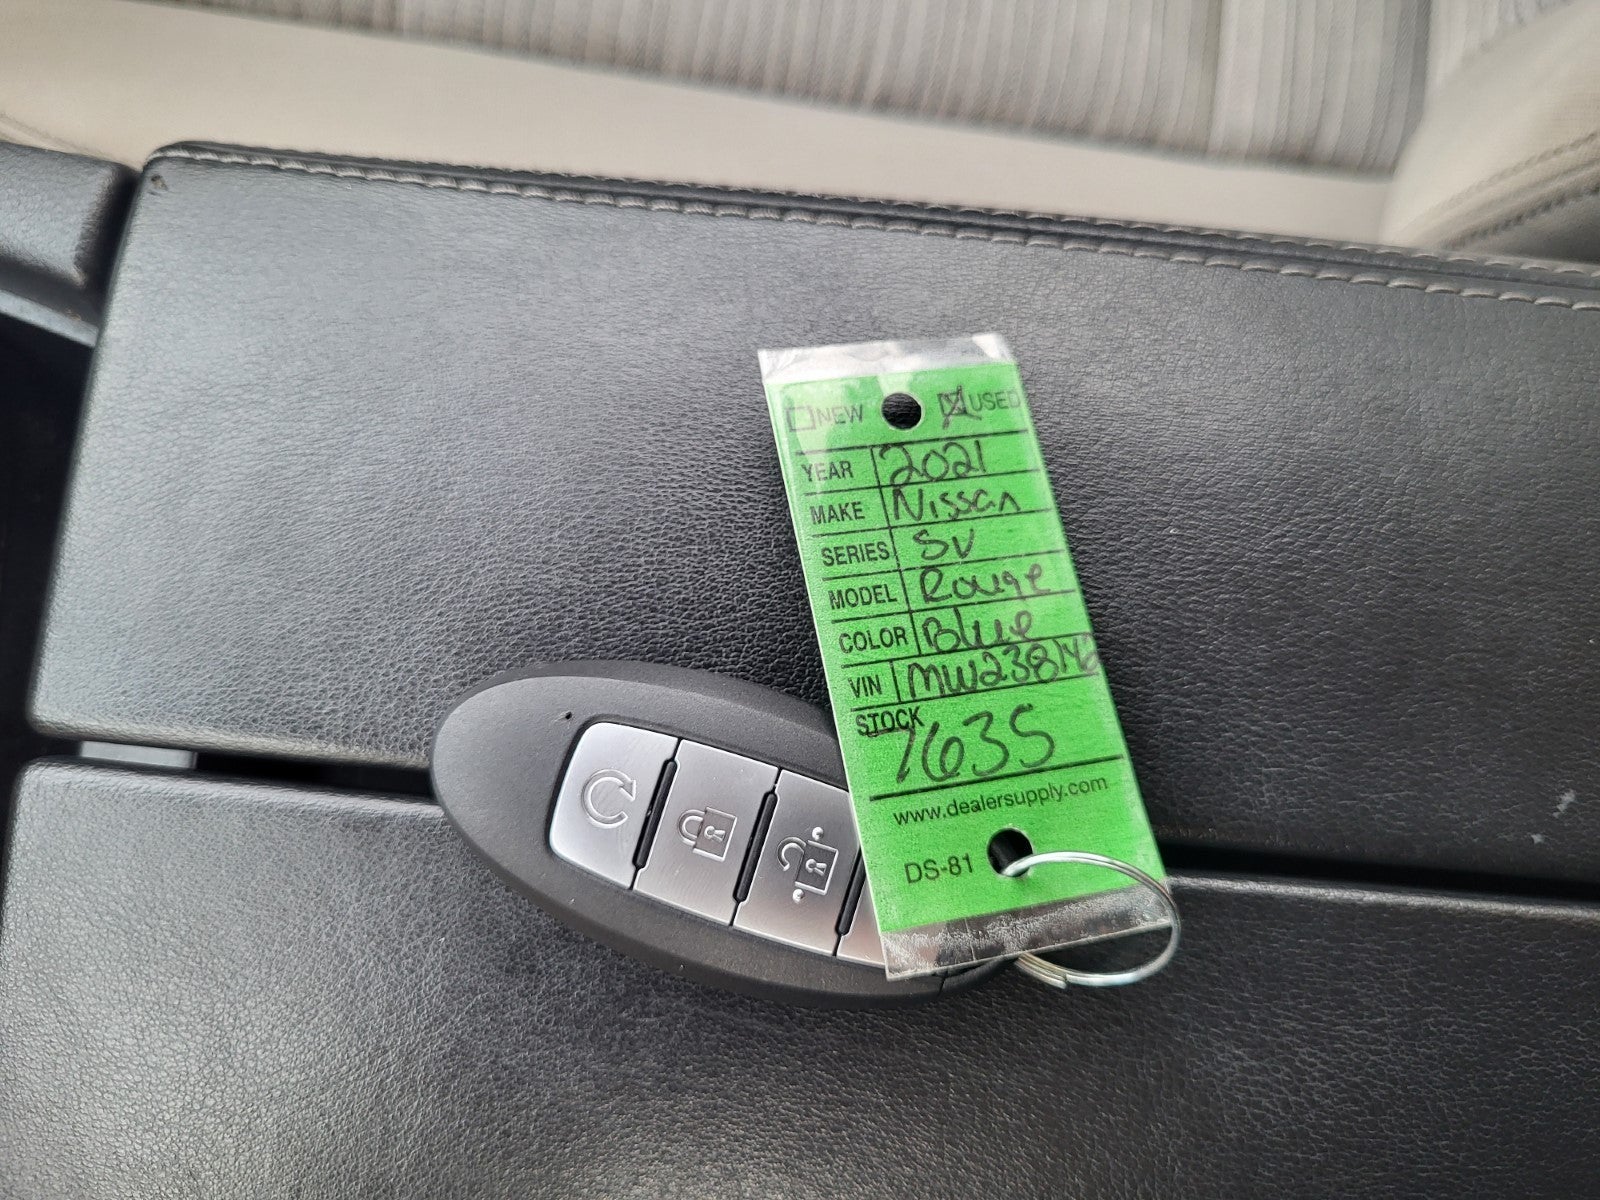 NEW USED
YEAR 2021
MAKE Nissan
SERIES SV
MODEL Rouge
COLOR Blue
VIN MW238142
STOCK
7635
www.dealersupply.com
DS-81